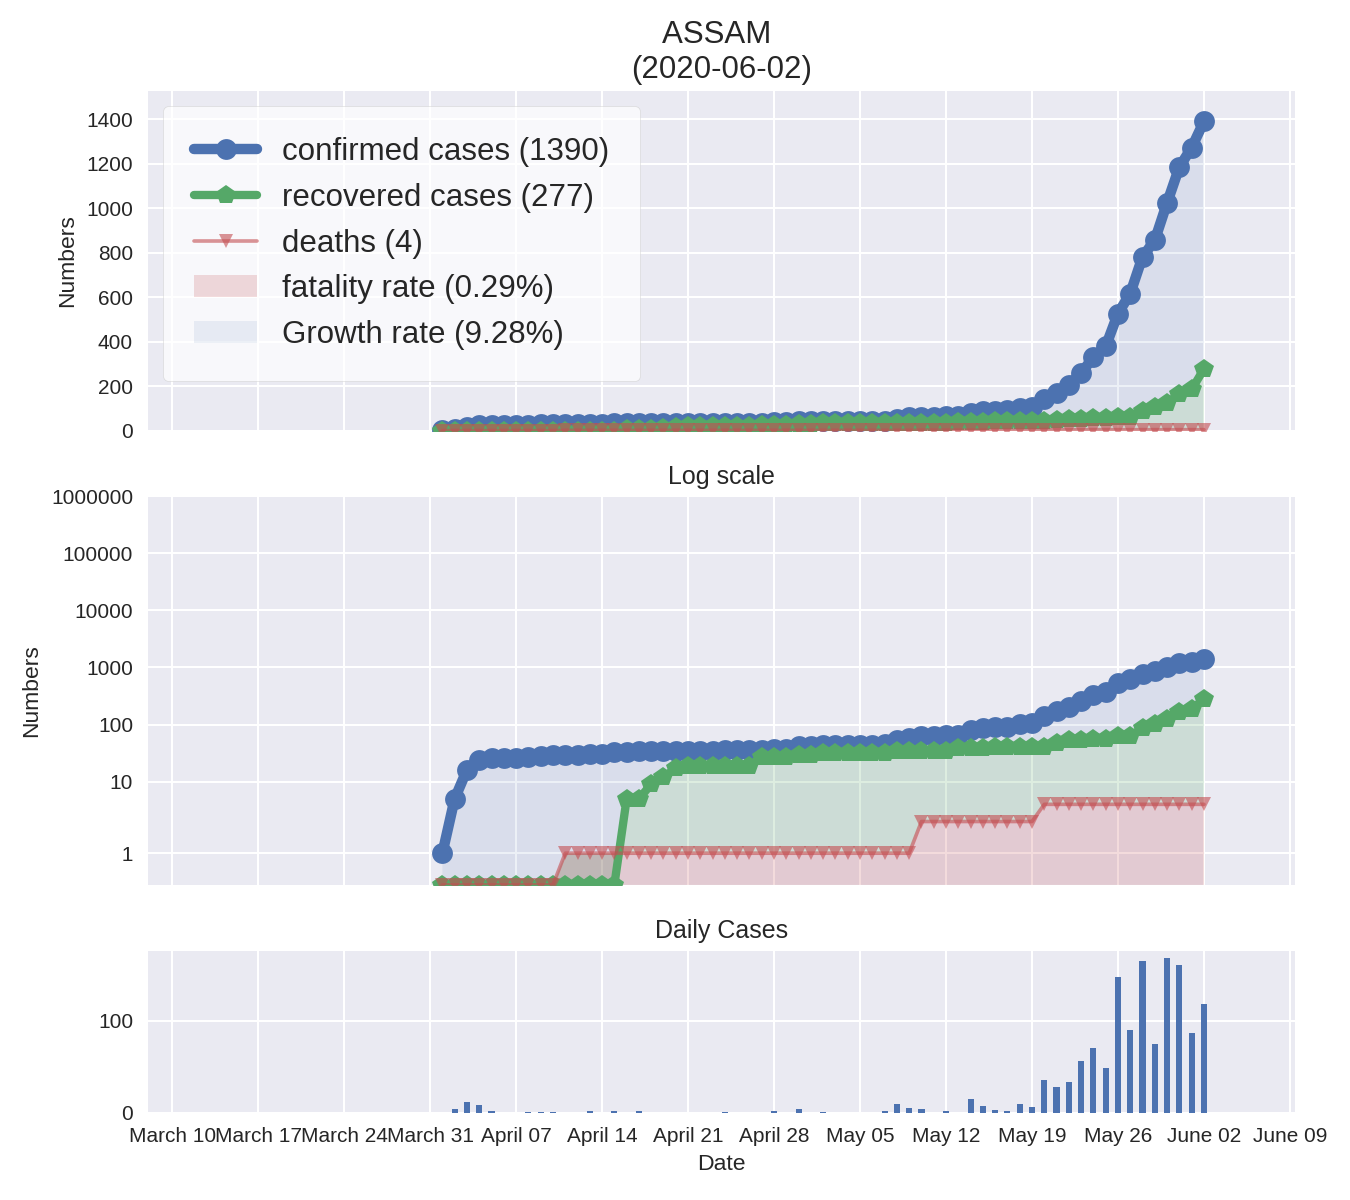 ASSAM
(2020-06-02)
1400
1200
1000
800
600
400
200
0
Numbers
confirmed cases (1390)
recovered cases (277)
deaths (4)
fatality rate (0.29%)
Growth rate (9.28%)
Log scale
1000000
100000
10000
1000
100
10
1
Numbers
Daily Cases
100
0
March 10 March 17 March 24 March 31 April 07 April 14 April 21 April 28 May 05 May 12 May 19 May 26 June 02 June 09
Date